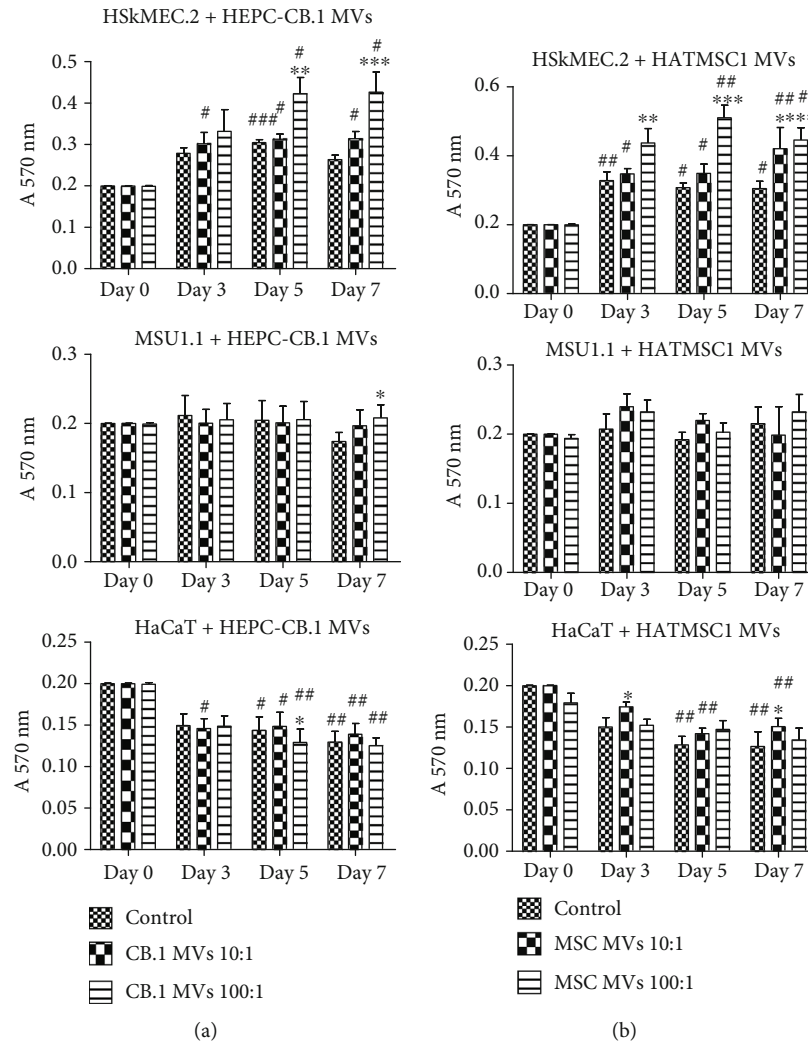 HSkMEC.2 + HEPC-CB.1 MVs
A 570 nm
0.5
0.4
0.3
0.2
0.1
0.0
#
###
#
#
**
#
#
***
Day 0 Day 3 Day 5 Day 7
MSU1.1 + HEPC-CB.1 MVs
A 570 nm
0.3
0.2
0.1
0.0
*
Day 0 Day 3 Day 5 Day 7
HaCaT + HEPC-CB.1 MVs
A 570 nm
0.25
0.20
0.15
0.10
0.05
0.00
#
#
#
##
*
##
##
##
Day 0 Day 3 Day 5 Day 7
Control
CB.1 MVs 10:1
CB.1 MVs 100:1
(a)
HSkMEC.2 + HATMSC1 MVs
A 570 nm
0.6
0.4
0.2
0.0
##
#
**
#
#
##
***
#
##
#
*****
Day 0 Day 3 Day 5 Day 7
MSU1.1 + HATMSC1 MVs
A 570 nm
0.3
0.2
0.1
0.0
Day 0 Day 3 Day 5 Day 7
HaCaT + HATMSC1 MVs
A 570 nm
0.25
0.20
0.15
0.10
0.05
0.00
*
##
##
##
##
*
Day 0 Day 3 Day 5 Day 7
Control
MSC MVs 10:1
MSC MVs 100:1
(b)